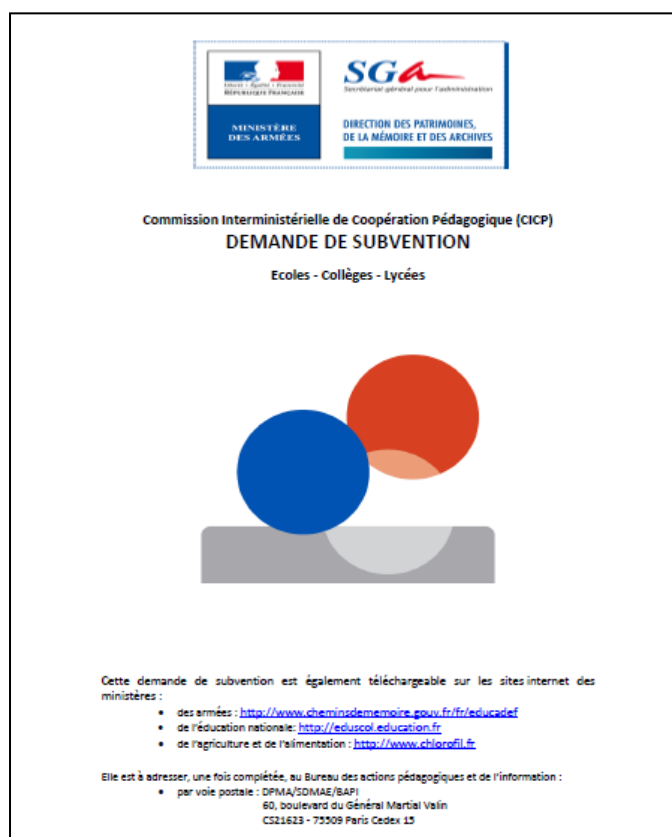 Liberté • Égalité • Fraternité
RÉPUBLIQUE FRANÇAISE
MINISTÈRE
DES ARMÉES
SGA
Secrétariat général pour l'administration
DIRECTION DES PATRIMOINES,
DE LA MÉMOIRE ET DES ARCHIVES
Commission Interministérielle de Coopération Pédagogique (CICP)
DEMANDE DE SUBVENTION
Ecoles - Collèges - Lycées
Cette demande de subvention est également téléchargeable sur les sites internet des
ministères :
• des armées : http://www.cheminsdememoire.gouv.fr/fr/educadef
• de l'éducation nationale: http://eduscol.education.fr
• de l'agriculture et de l'alimentation : http://www.chlorofil.fr
Elle est à adresser, une fois complétée, au Bureau des actions pédagogiques et de l'information :
• par voie postale : DPMA/SDMAE/BAPI
60, boulevard du Général Martial Valin
CS21623 - 75509 Paris Cedex 15